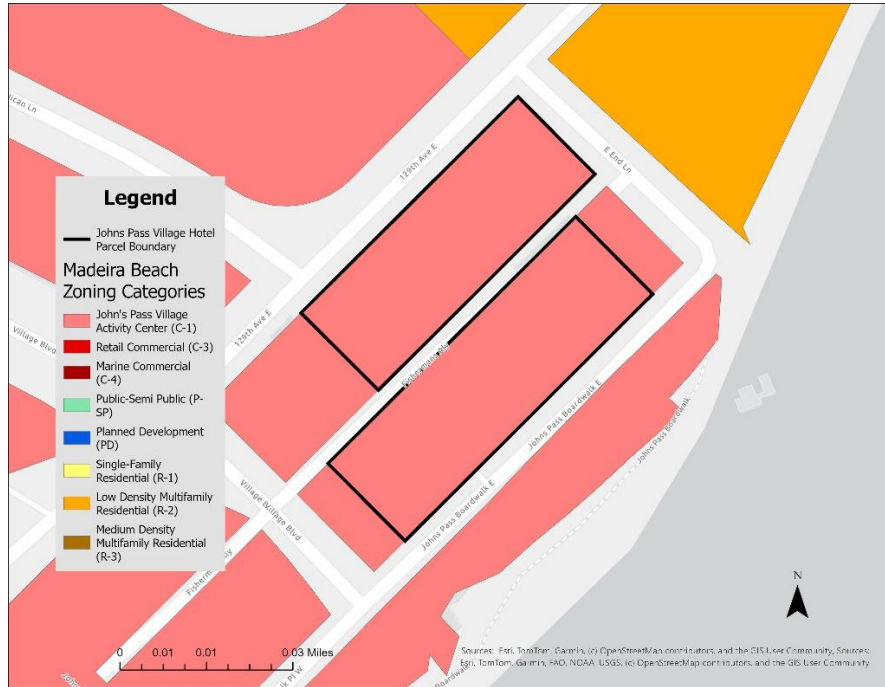 lican Ln
129th Ave E
E End Ln
Legend
Johns Pass Village Hotel
Parcel Boundary
Madeira Beach
Zoning Categories
John's Pass Village
Activity Center (C-1)
Retail Commercial (C-3)
Marine Commercial
(C-4)
Public-Semi Public (P-
SP)
Planned Development
(PD)
Single-Family
Residential (R-1)
Low Density Multifamily
Residential (R-2)
Medium Density
Multifamily Residential
(R-3)
129th Ave E
Village Blvd
Johns Pass Boardwalk E
Johns Pass Boardwalk
Village Blvd
Johns Pass Boardwalk E
N
0 0.01 0.01 0.03 Miles
Sources: Esri, TomTom, Garmin, (c) OpenStreetMap contributors, and the GIS User Community, Sources:
Esri, TomTom, Garmin, FAO, NOAA, USGS, (c) OpenStreetMap contributors, and the GIS User Community